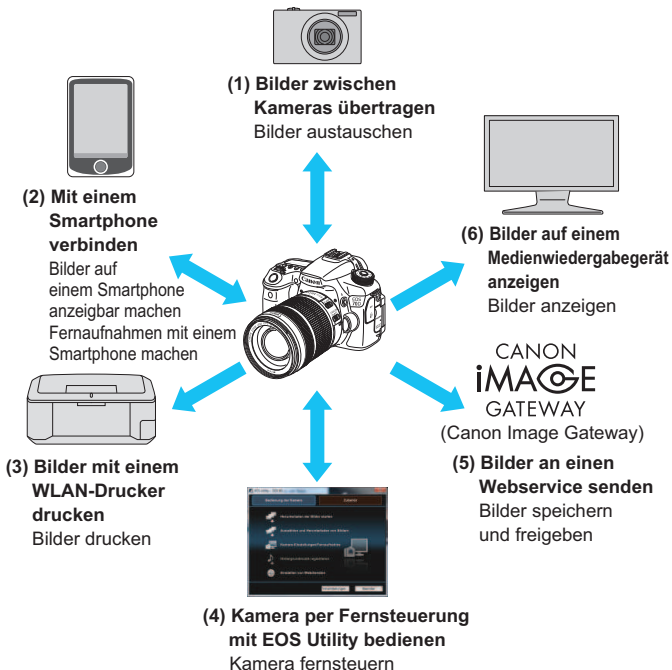 (1) Bilder zwischen
Kameras übertragen
Bilder austauschen
(2) Mit einem
Smartphone
verbinden
Bilder auf
einem Smartphone
anzeigbar machen
Fernaufnahmen mit einem
Smartphone machen
(6) Bilder auf einem
Medienwiedergabegerät
anzeigen
Bilder anzeigen
Canon
EOS
70D
CANON
iMAGE
GATEWAY
(Canon Image Gateway)
(3) Bilder mit einem
WLAN-Drucker
drucken
Bilder drucken
(5) Bilder an einen
Webservice senden
Bilder speichern
und freigeben
(4) Kamera per Fernsteuerung
mit EOS Utility bedienen
Kamera fernsteuern